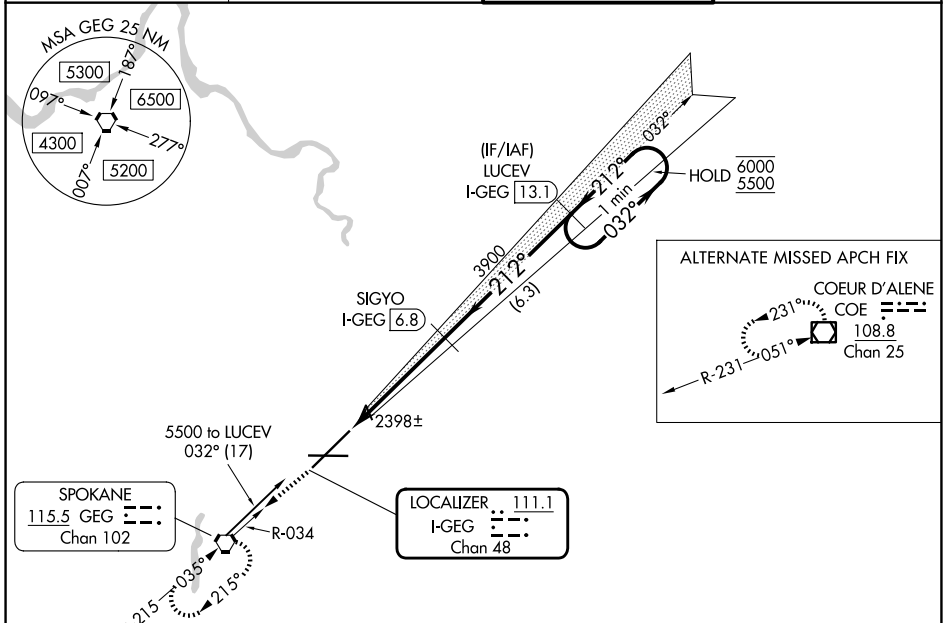 MSA GEG 25 NM
5300
187°
097°
6500
4300
277°
007°
5200
(IF/IAF)
LUCEV
I-GEG 13.1
032°
212°
1 min
032°
HOLD 6000
5500
3900
212°
(6.3)
SIGYO
I-GEG 6.8
ALTERNATE MISSED APCH FIX
COEUR D'ALENE
COE
108.8
Chan 25
231°
R-231
051°
2398±
5500 to LUCEV
032° (17)
SPOKANE
115.5 GEG
Chan 102
R-034
LOCALIZER 111.1
I-GEG
Chan 48
035°
215
215°